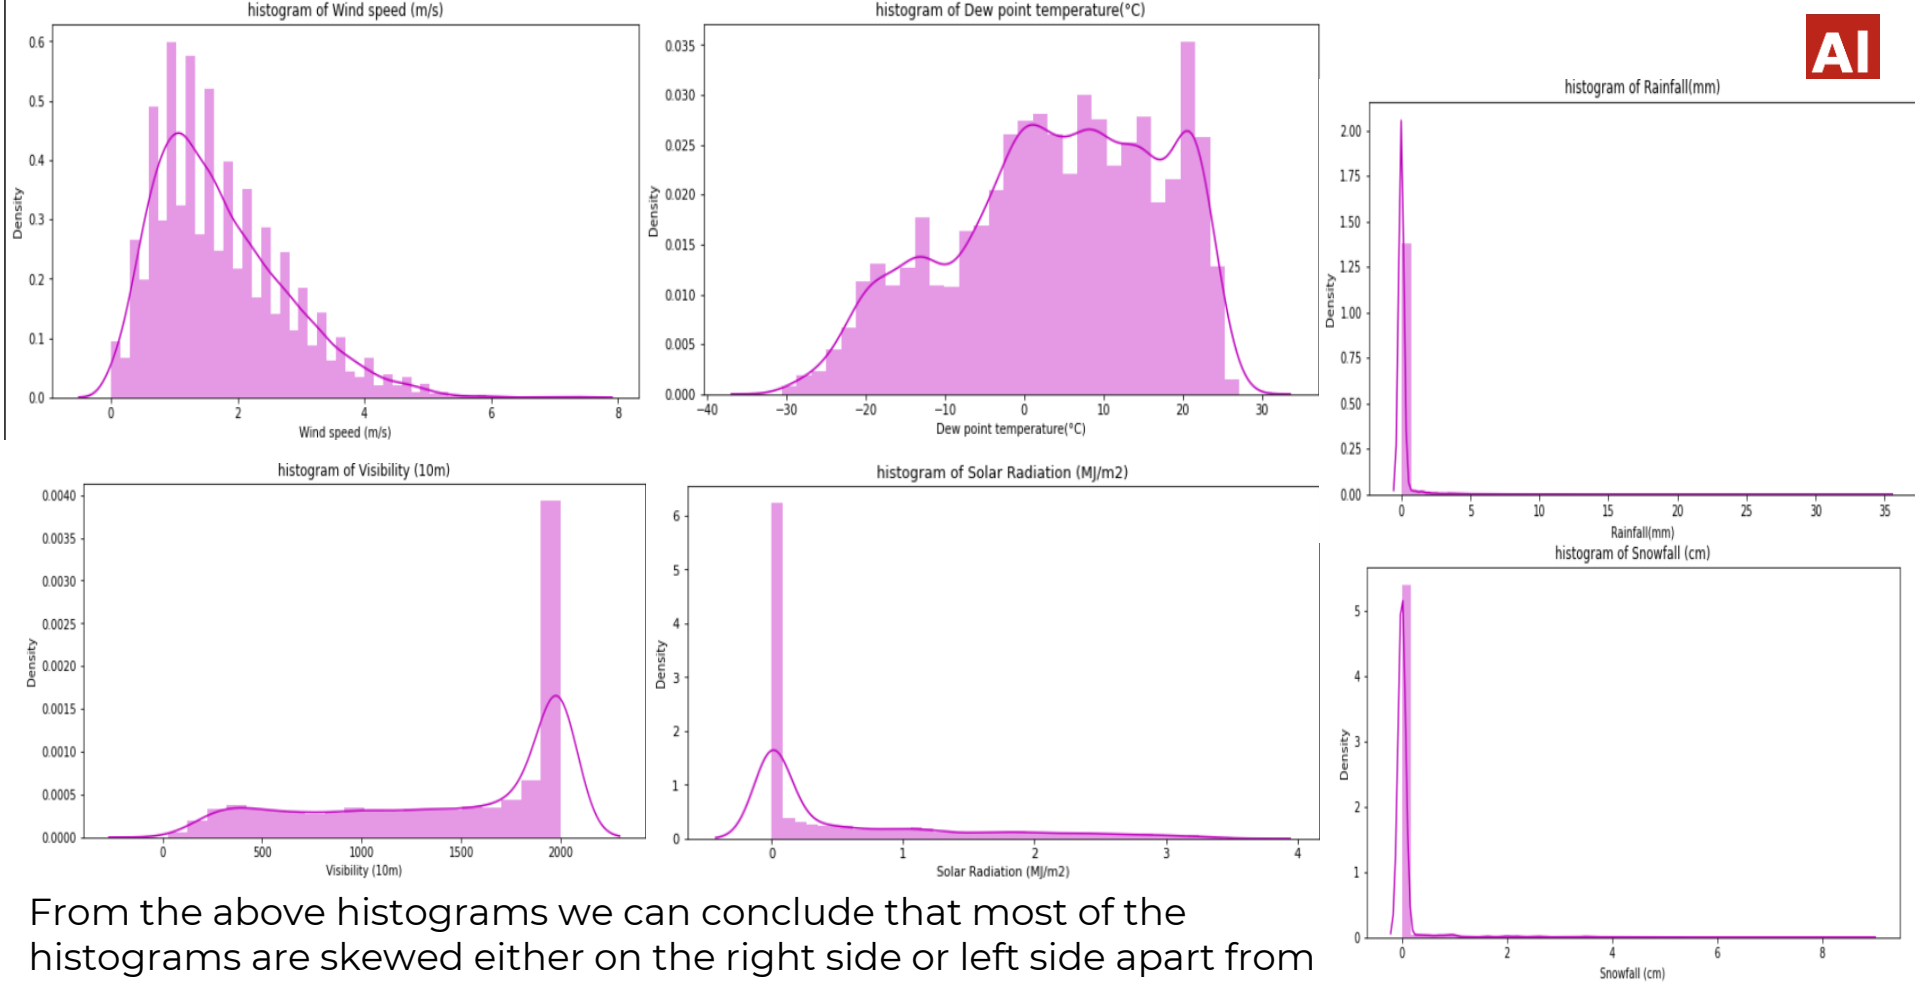 histogram of Wind speed (m/s)
0.6
0.5
0.4
0.3
0.2
0.1
0.0
Density
0 2 4 6 8
Wind speed (m/s)
histogram of Dew point temperature(°C)
0.035
0.030
0.025
0.020
0.015
0.010
0.005
0.000
Density
−40 −30 −20 −10 0 10 20 30
Dew point temperature(°C)
AI
histogram of Rainfall(mm)
2.00
1.75
1.50
1.25
1.00
0.75
0.50
0.25
0.00
Density
0 5 10 15 20 25 30 35
Rainfall(mm)
histogram of Visibility (10m)
0.0040
0.0035
0.0030
0.0025
0.0020
0.0015
0.0010
0.0005
0.0000
Density
0 500 1000 1500 2000
Visibility (10m)
histogram of Solar Radiation (MJ/m2)
6
5
4
3
2
1
0
Density
0 1 2 3 4
Solar Radiation (MJ/m2)
histogram of Snowfall (cm)
5
4
3
2
1
0
Density
0 2 4 6 8
Snowfall (cm)
From the above histograms we can conclude that most of the
histograms are skewed either on the right side or left side apart from